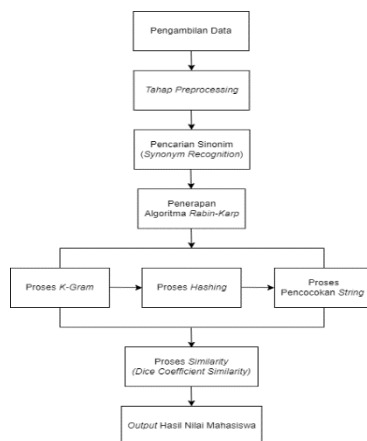 Pengambilan Data
Tahap Preprocessing
Pencarian Sinonim
(Synonym Recognition)
Penerapan
Algoritma Rabin-Karp
Proses K-Gram
Proses Hashing
Proses
Pencocokan String
Proses Similarity
(Dice Coefficient Similarity)
Output Hasil Nilai Mahasiswa